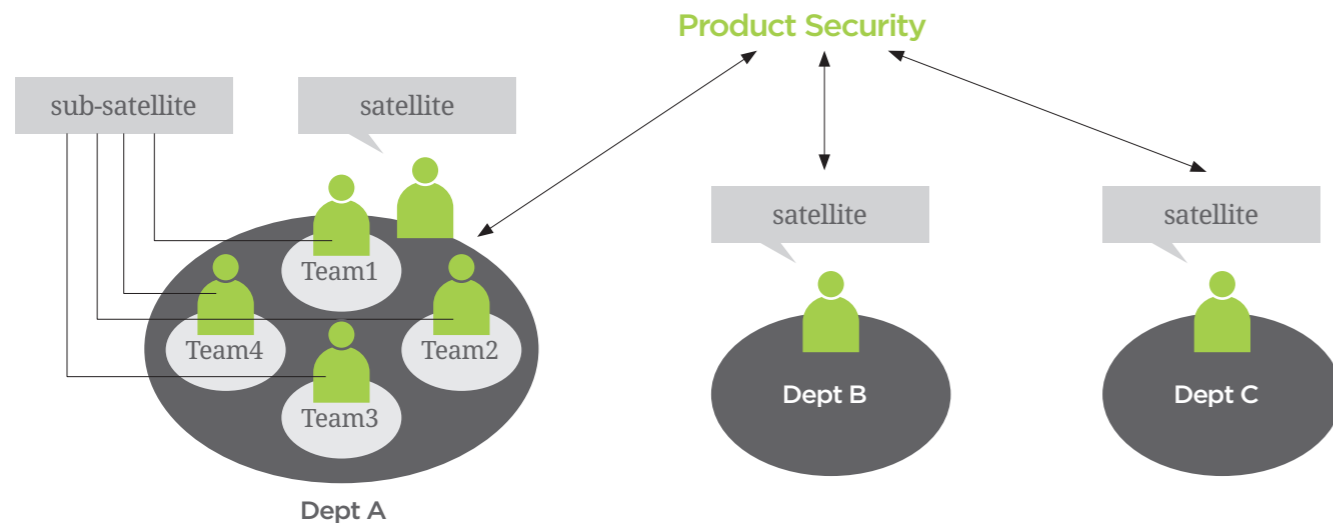 Product Security
sub-satellite
satellite
satellite
satellite
Team1
Team4
Team2
Team3
Dept B
Dept C
Dept A